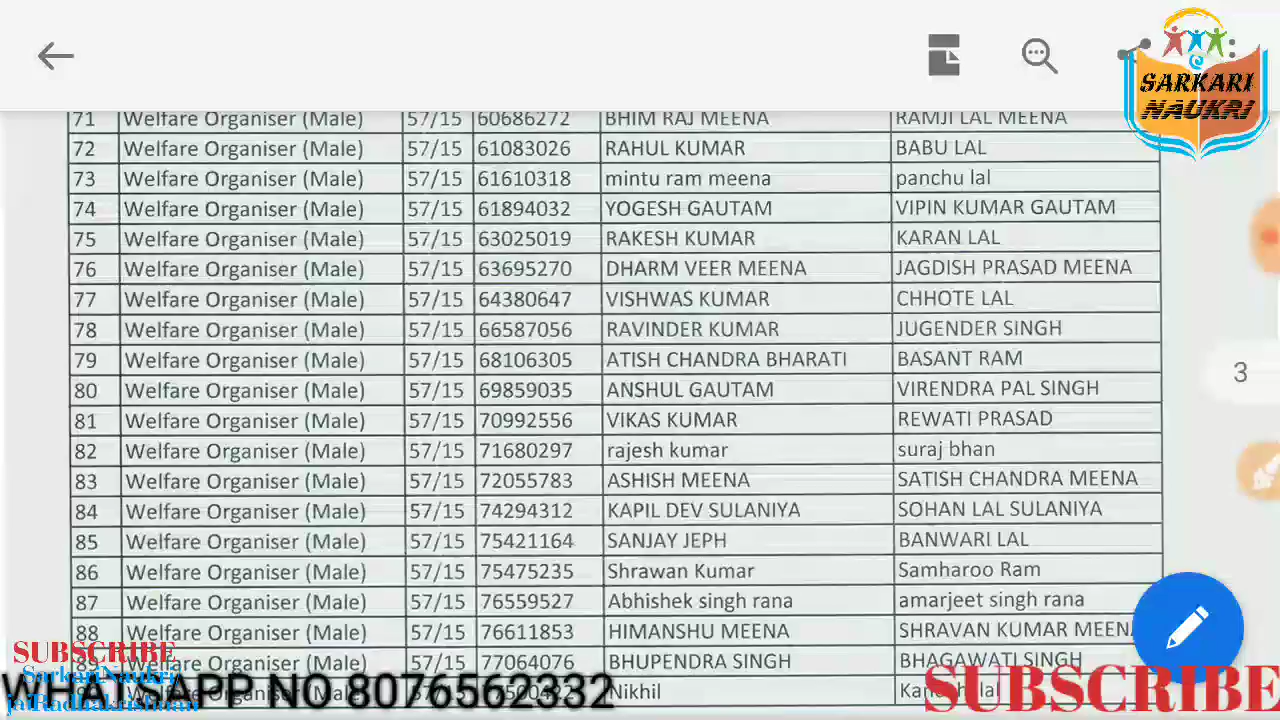 SARKARI
NAUKRI
71 Welfare Organiser (Male) 57/15 60686272 BHIM RAJ MEENA RAMJI LAL MEENA
72 Welfare Organiser (Male) 57/15 61083026 RAHUL KUMAR BABU LAL
73 Welfare Organiser (Male) 57/15 61610318 mintu ram meena panchu lal
74 Welfare Organiser (Male) 57/15 61894032 YOGESH GAUTAM VIPIN KUMAR GAUTAM
75 Welfare Organiser (Male) 57/15 63025019 RAKESH KUMAR KARAN LAL
76 Welfare Organiser (Male) 57/15 63695270 DHARM VEER MEENA JAGDISH PRASAD MEENA
77 Welfare Organiser (Male) 57/15 64380647 VISHWAS KUMAR CHHOTE LAL
78 Welfare Organiser (Male) 57/15 66587056 RAVINDER KUMAR JUGENDER SINGH
79 Welfare Organiser (Male) 57/15 68106305 ATISH CHANDRA BHARATI BASANT RAM
3
80 Welfare Organiser (Male) 57/15 69859035 ANSHUL GAUTAM VIRENDRA PAL SINGH
81 Welfare Organiser (Male) 57/15 70992556 VIKAS KUMAR REWATI PRASAD
82 Welfare Organiser (Male) 57/15 71680297 rajesh kumar suraj bhan
83 Welfare Organiser (Male) 57/15 72055783 ASHISH MEENA SATISH CHANDRA MEENA
84 Welfare Organiser (Male) 57/15 74294312 KAPIL DEV SULANIYA SOHAN LAL SULANIYA
85 Welfare Organiser (Male) 57/15 75421164 SANJAY JEPH BANWARI LAL
86 Welfare Organiser (Male) 57/15 75475235 Shrawan Kumar Samharoo Ram
87 Welfare Organiser (Male) 57/15 76559527 Abhishek singh rana amarjeet singh rana
88 Welfare Organiser (Male) 57/15 76611853 HIMANSHU MEENA SHRAVAN KUMAR MEENA
89 Welfare Organiser (Male) 57/15 77064076 BHUPENDRA SINGH BHAGAWATI SINGH
Organiser (Male) Nikhil lal
SUBSCRIBE
SarkariNaukri
jaiRadhakrishnan
WHATSAPP NO 8076562332
SUBSCRIBE